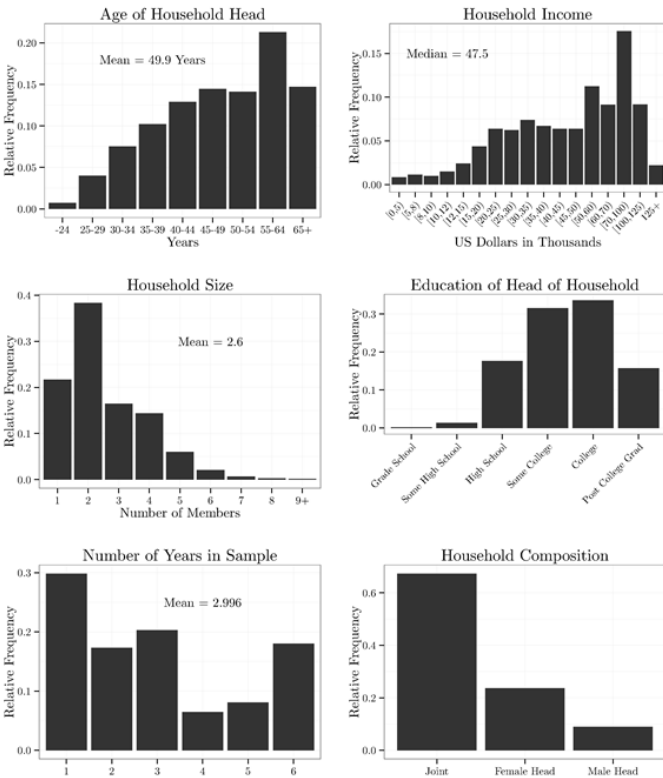 Age of Household Head
Relative Frequency
0.20
0.15
0.10
0.05
0.00
Mean = 49.9 Years
-24 25-29 30-34 35-39 40-44 45-49 50-54 55-64 65+
Years
Household Income
Relative Frequency
0.15
0.10
0.05
0.00
Median = 47.5
[0,5) [5,8) [8,10) [10,12) [12,15) [15,20) [20,25) [25,30) [30,35) [35,40) [40,45) [45,50) [50,60) [60,70) [70,100) [100,125) 125+
US Dollars in Thousands
Household Size
Relative Frequency
0.4
0.3
0.2
0.1
0.0
Mean = 2.6
1 2 3 4 5 6 7 8 9+
Number of Members
Education of Head of Household
Relative Frequency
0.3
0.2
0.1
0.0
Grade School
Some High School
High School
Some College
College
Post College Grad
Number of Years in Sample
Relative Frequency
0.3
0.2
0.1
0.0
Mean = 2.996
1 2 3 4 5 6
Household Composition
Relative Frequency
0.6
0.4
0.2
0.0
Joint Female Head Male Head